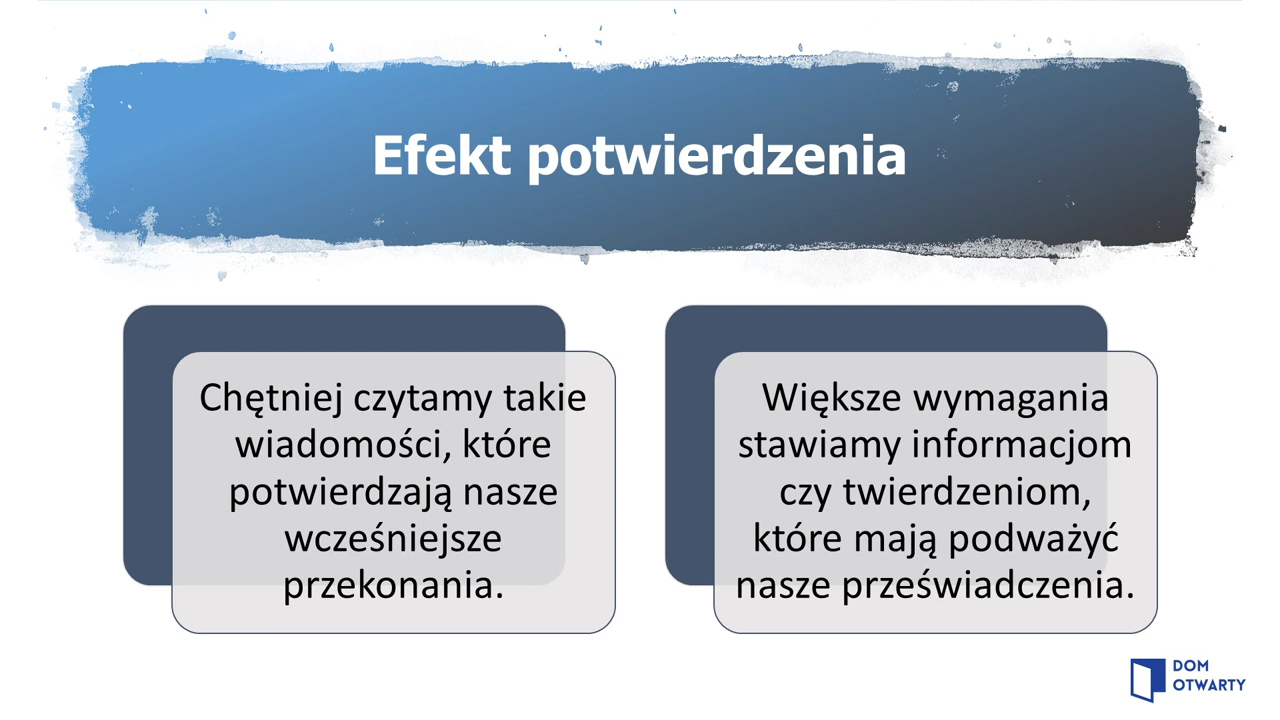 Efekt potwierdzenia
Chętniej czytamy takie
wiadomości, które
potwierdzają nasze
wcześniejsze
przekonania.
Większe wymagania
stawiamy informacjom
czy twierdzeniom,
które mają podważyć
nasze przeświadczenia.
DOM
OTWARTY